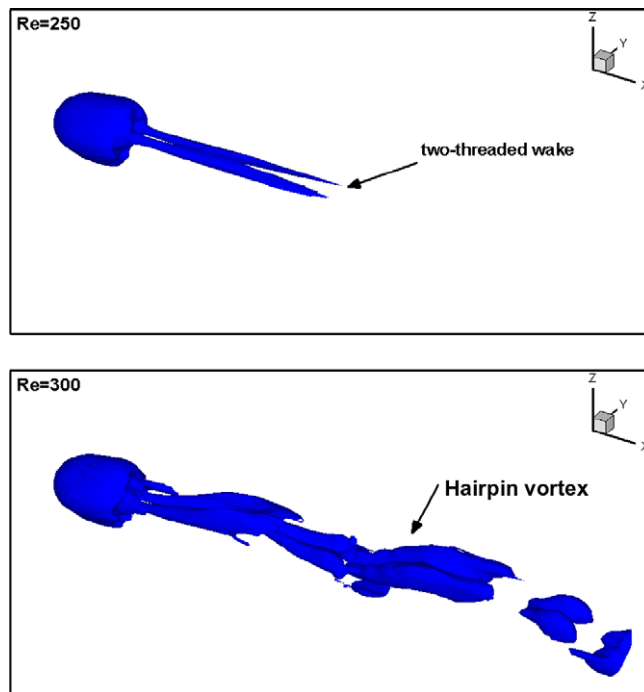 Re=250
Z
Y
X
two-threaded wake
Re=300
Z
Y
X
Hairpin vortex